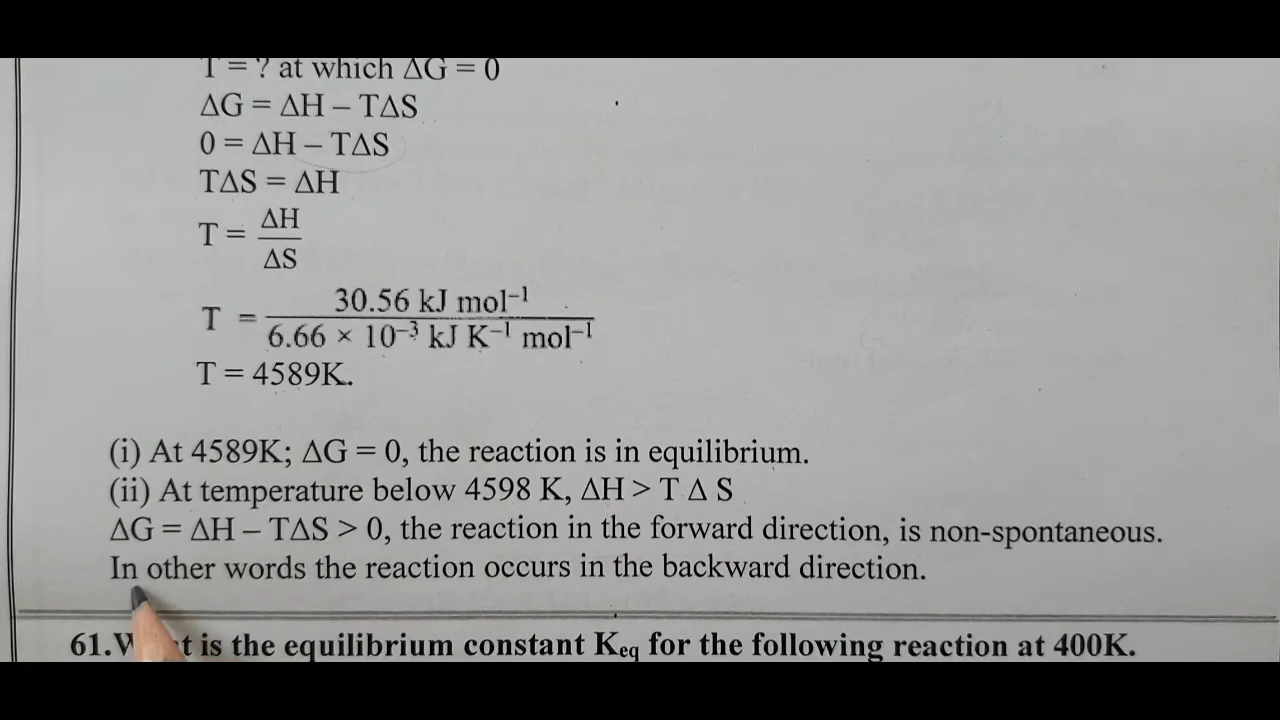 T = ? at which ΔG = 0
ΔG = ΔH – TΔS
0 = ΔH – TΔS
TΔS = ΔH
T = ΔH / ΔS
T = 30.56 kJ mol⁻¹ / 6.66 × 10⁻³ kJ K⁻¹ mol⁻¹
T = 4589K.
(i) At 4589K; ΔG = 0, the reaction is in equilibrium.
(ii) At temperature below 4598 K, ΔH > T Δ S
ΔG = ΔH – TΔS > 0, the reaction in the forward direction, is non-spontaneous.
In other words the reaction occurs in the backward direction.
61. is the equilibrium constant Keq for the following reaction at 400K.